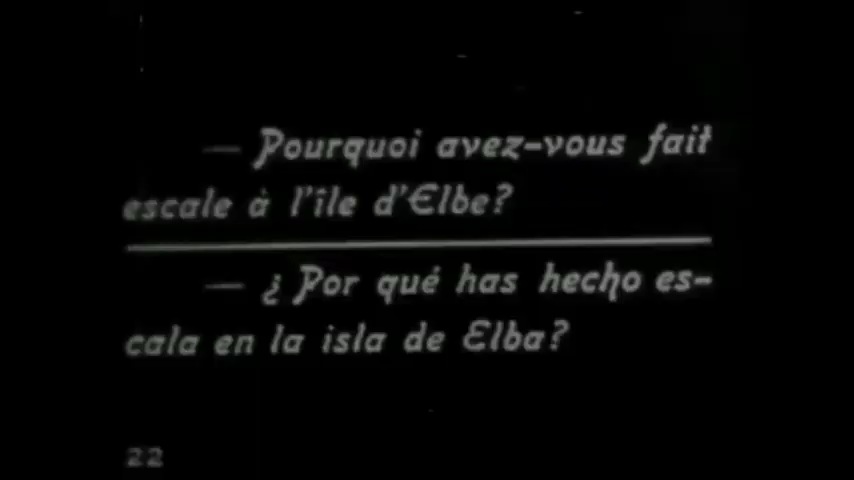 — Pourquoi avez-vous fait
escale à l'île d'Elbe?
— ¿Por qué has hecho es-
cala en la isla de Elba?
22